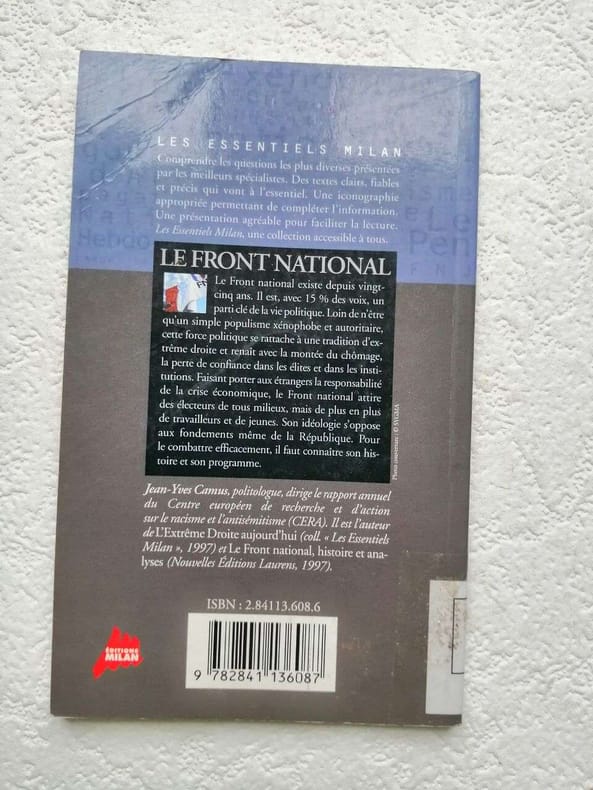 LES ESSENTIELS MILAN
Comprendre les questions les plus diverses présentées
par les meilleurs spécialistes. Des textes clairs, fiables
et précis qui vont à l'essentiel. Une iconographie
appropriée permettant de compléter l'information.
Une présentation agréable pour faciliter la lecture.
Les Essentiels Milan, une collection accessible à tous.
LE FRONT NATIONAL
Le Front national existe depuis vingt-
cinq ans. Il est, avec 15 % des voix, un
parti clé de la vie politique. Loin de n'être
qu'un simple populisme xénophobe et autoritaire,
cette force politique se rattache à une tradition d'ex-
trême droite et renaît avec la montée du chômage,
la perte de confiance dans les élites et dans les insti-
tutions. Faisant porter aux étrangers la responsabilité
de la crise économique, le Front national attire
des électeurs de tous milieux, mais de plus en plus
de travailleurs et de jeunes. Son idéologie s'oppose
aux fondements même de la République. Pour
le combattre efficacement, il faut connaître son his-
toire et son programme.
Photo couverture : © SYGMA
Jean-Yves Camus, politologue, dirige le rapport annuel
du Centre européen de recherche et d'action
sur le racisme et l'antisémitisme (CERA). Il est l'auteur
de L'Extrême Droite aujourd'hui (coll. « Les Essentiels
Milan », 1997) et Le Front national, histoire et ana-
lyses (Nouvelles Éditions Laurens, 1997).
ISBN : 2.84113.608.6
9 782841 136087
ÉDITIONS
MILAN